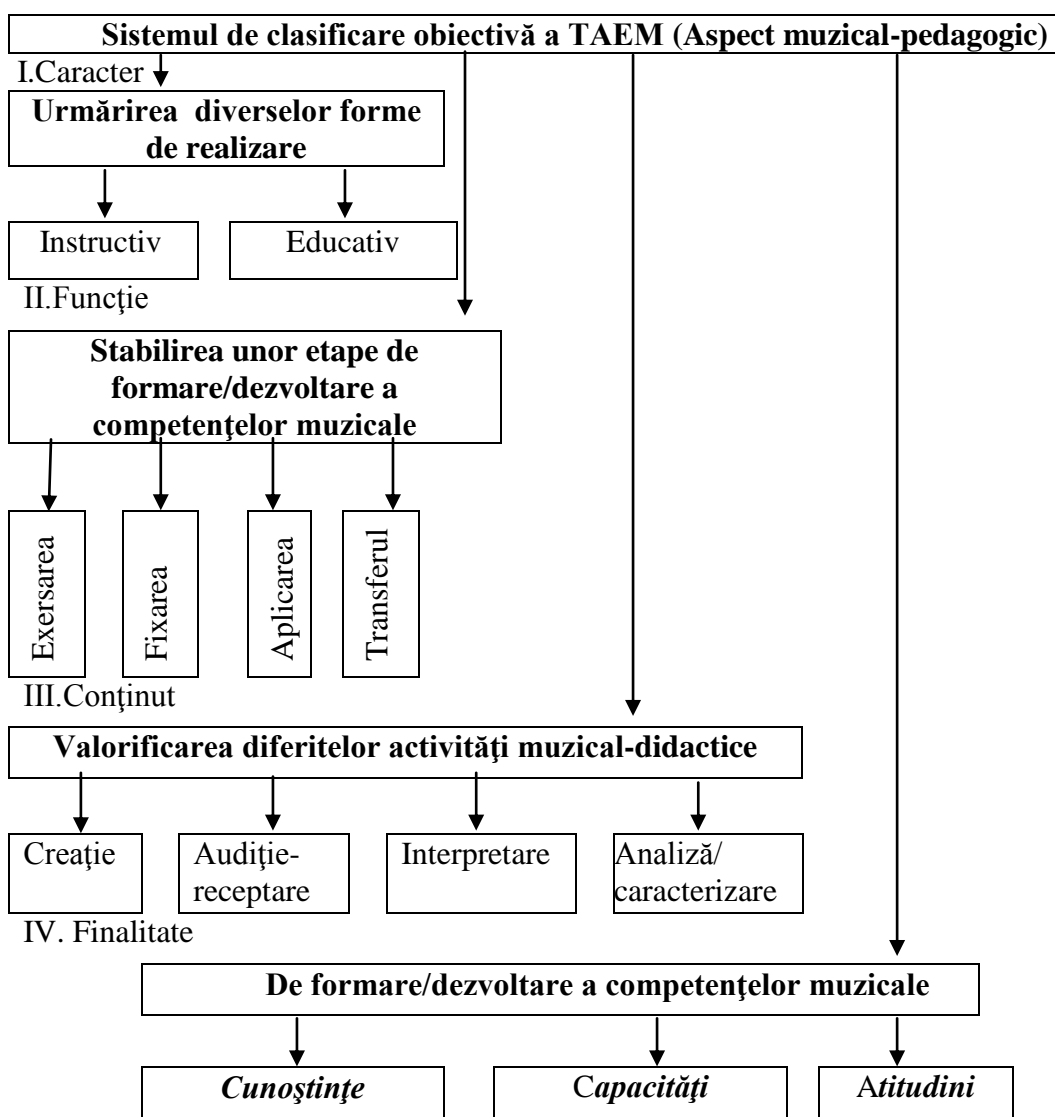 Sistemul de clasificare obiectivă a TAEM (Aspect muzical-pedagogic)
I.Caracter
Urmărirea diverselor forme
de realizare
Instructiv
Educativ
II.Funcţie
Stabilirea unor etape de
formare/dezvoltare a
competenţelor muzicale
Exersarea
Fixarea
Aplicarea
Transferul
III.Conţinut
Valorificarea diferitelor activităţi muzical-didactice
Creaţie
Audiţie-
receptare
Interpretare
Analiză/
caracterizare
IV. Finalitate
De formare/dezvoltare a competenţelor muzicale
Cunoştinţe
Capacităţi
Atitudini